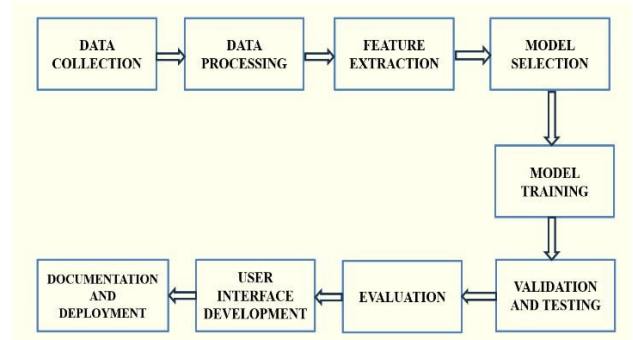 DATA
COLLECTION
DATA
PROCESSING
FEATURE
EXTRACTION
MODEL
SELECTION
MODEL
TRAINING
VALIDATION
AND TESTING
EVALUATION
USER
INTERFACE
DEVELOPMENT
DOCUMENTATION
AND
DEPLOYMENT